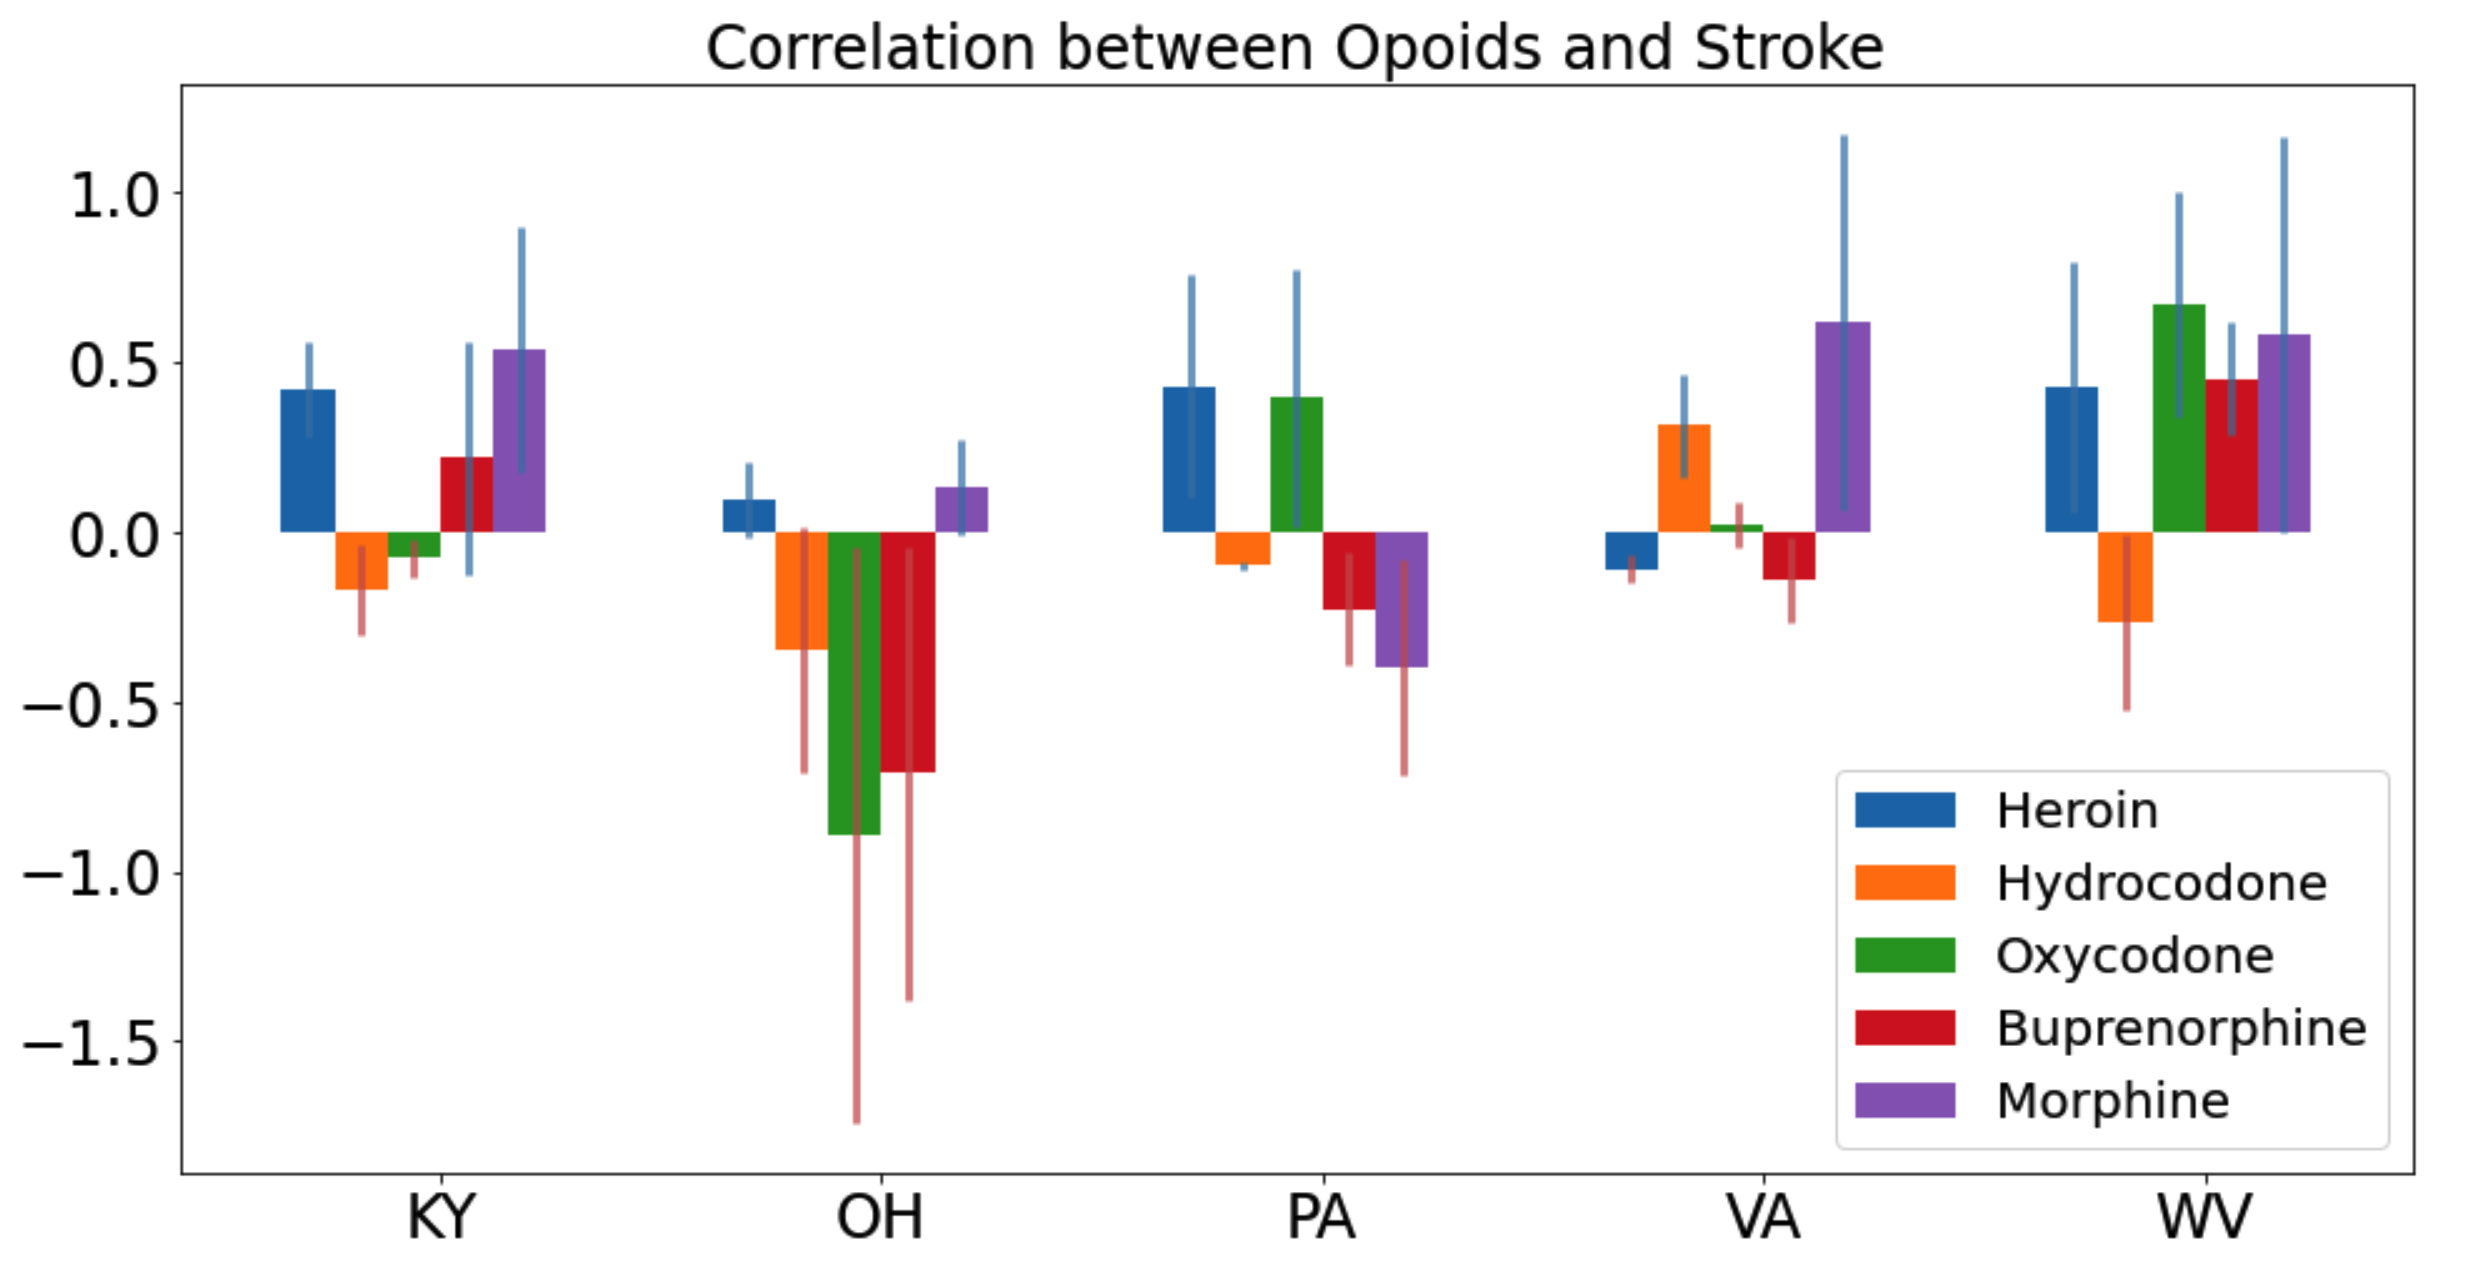 Correlation between Opoids and Stroke
1.0
0.5
0.0
−0.5
−1.0
−1.5
Heroin
Hydrocodone
Oxycodone
Buprenorphine
Morphine
KY OH PA VA WV